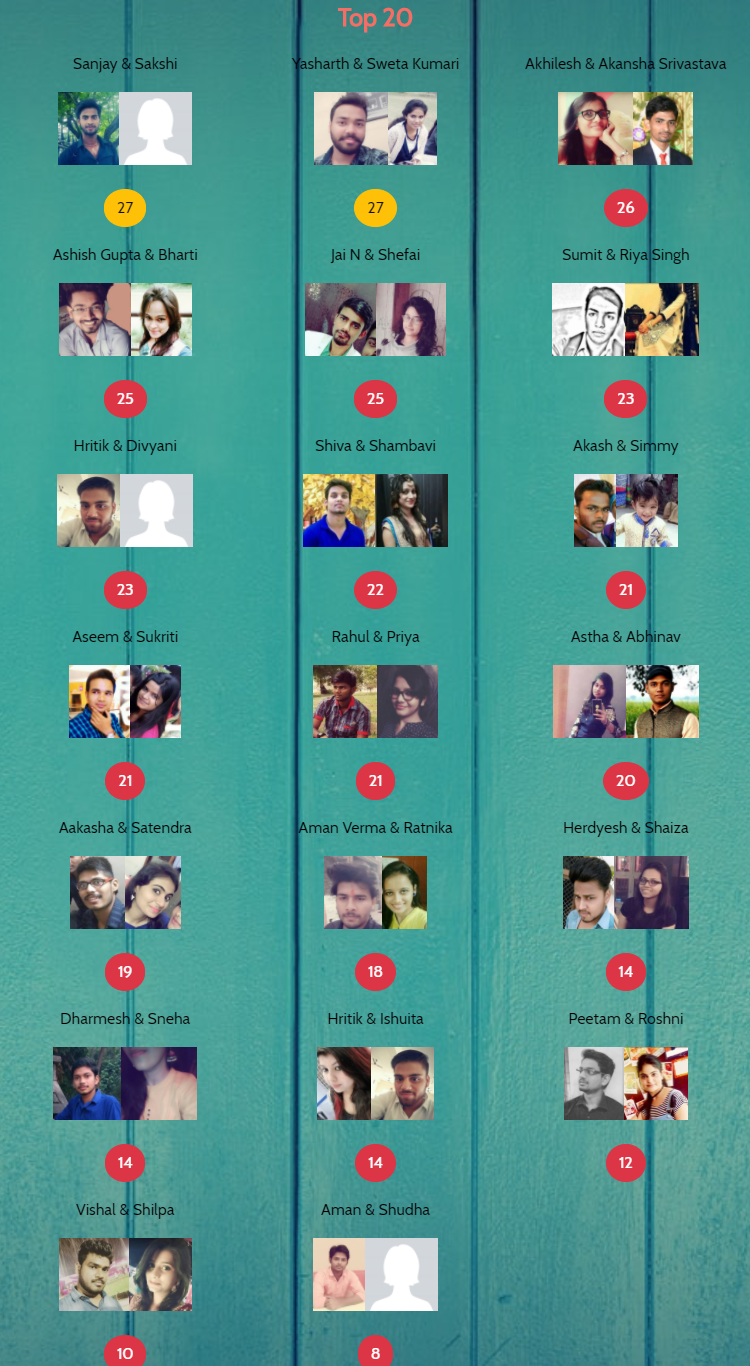 Top 20
Sanjay & Sakshi
Yasharth & Sweta Kumari
Akhilesh & Akansha Srivastava
27
27
26
Ashish Gupta & Bharti
Jai N & Shefai
Sumit & Riya Singh
25
25
23
Hritik & Divyani
Shiva & Shambavi
Akash & Simmy
23
22
21
Aseem & Sukriti
Rahul & Priya
Astha & Abhinav
21
21
20
Aakasha & Satendra
Aman Verma & Ratnika
Herdyesh & Shaiza
19
18
14
Dharmesh & Sneha
Hritik & Ishuita
Peetam & Roshni
14
14
12
Vishal & Shilpa
Aman & Shudha
10
8